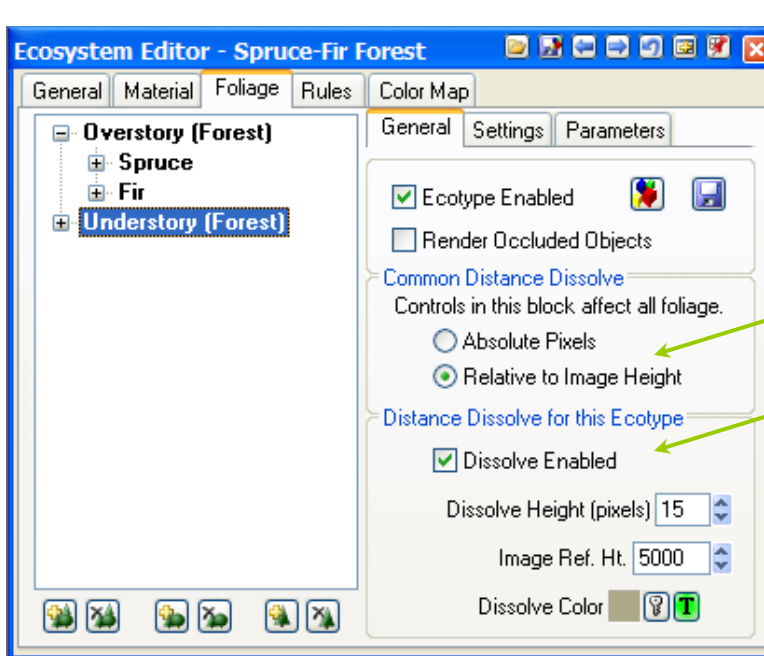 Ecosystem Editor - Spruce-Fir Forest
General Material Foliage Rules Color Map
Overstory (Forest)
Spruce
Fir
Understory (Forest)
General Settings Parameters
Ecotype Enabled
Render Occluded Objects
Common Distance Dissolve
Controls in this block affect all foliage.
Absolute Pixels
Relative to Image Height
Distance Dissolve for this Ecotype
Dissolve Enabled
Dissolve Height (pixels) 15
Image Ref. Ht. 5000
Dissolve Color T